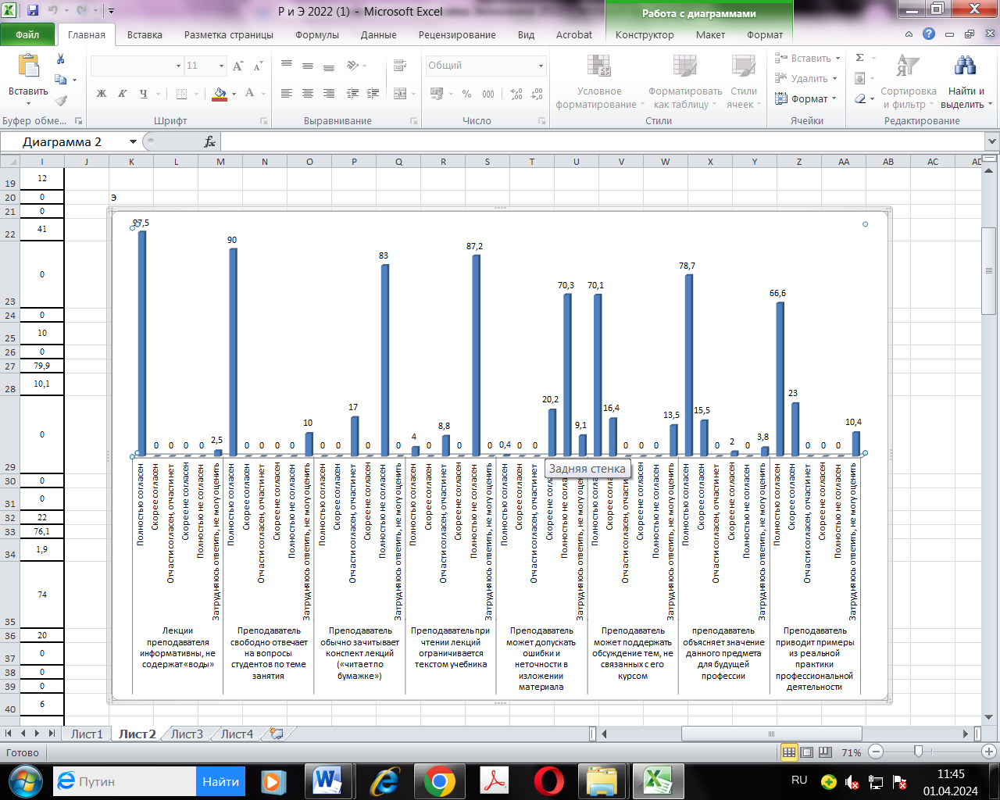 Р и Э 2022 (1) - Microsoft Excel
Работа с диаграммами
Файл Главная Вставка Разметка страницы Формулы Данные Рецензирование Вид Acrobat Конструктор Макет Формат
Вставить
Буфер обме...
11
Ж К Ч А
Шрифт
Выравнивание
Общий
% 000
Число
Условное форматирование
Форматировать как таблицу
Стили ячеек
Стили
Вставить
Удалить
Формат
Ячейки
Сортировка и фильтр
Найти и выделить
Редактирование
Диаграмма 2
fx
I J K L M N O P Q R S T U V W X Y Z AA AB AC AD
19 12
20 0 Э
21 0
22 41
23 0
24 0
25 10
26 0
27 79,9
28 10,1
29 0
30 0
31 0
32 22
33 76,1
34 1,9
35 74
36 20
37 0
38 0
39 0
40 6
97,5 0 0 0 0 2,5
90 0 0 0 0 10
0 0 17 0 83 0
4 0 8,8 0 87,2 0
0,4 0 0 20,2 70,3 9,1
70,1 16,4 0 0 0 13,5
78,7 15,5 0 2 0 3,8
66,6 23 0 0 0 10,4
Задняя стенка
Полностью согласен
Скорее согласен
Отчасти согласен, отчасти нет
Скорее не согласен
Полностью не согласен
Затрудняюсь ответить, не могу оценить
Полностью согласен
Скорее согласен
Отчасти согласен, отчасти нет
Скорее не согласен
Полностью не согласен
Затрудняюсь ответить, не могу оценить
Полностью согласен
Скорее согласен
Отчасти согласен, отчасти нет
Скорее не согласен
Полностью не согласен
Затрудняюсь ответить, не могу оценить
Полностью согласен
Скорее согласен
Отчасти согласен, отчасти нет
Скорее не согласен
Полностью не согласен
Затрудняюсь ответить, не могу оценить
Полностью согласен
Скорее согласен
Отчасти согласен, отчасти нет
Скорее не
Полностью не
Затрудняюсь ответить, не могу
Скорее
Отчасти согласен, отчасти
Скорее не согласен
Полностью не согласен
Затрудняюсь ответить, не могу оценить
Полностью согласен
Скорее согласен
Отчасти согласен, отчасти нет
Скорее не согласен
Полностью не согласен
Затрудняюсь ответить, не могу оценить
Полностью согласен
Скорее согласен
Отчасти согласен, отчасти нет
Скорее не согласен
Полностью не согласен
Затрудняюсь ответить, не могу оценить
Лекции
преподавателя
информативны, не
содержат «воды»
Преподаватель
свободно отвечает
на вопросы
студентов по теме
занятия
Преподаватель
обычно зачитывает
конспект лекций
(«читает по
бумажке»)
Преподаватель при
чтении лекций
ограничивается
текстом учебника
Преподаватель
может допускать
ошибки и
неточности в
изложении
материала
Преподаватель
может поддержать
обсуждение тем, не
связанных с его
курсом
преподаватель
объясняет значение
данного предмета
для будущей
профессии
Преподаватель
приводит примеры
из реальной
практики
профессиональной
деятельности
Лист1 Лист2 Лист3 Лист4
Готово
71%
Путин Найти
RU
11:45
01.04.2024